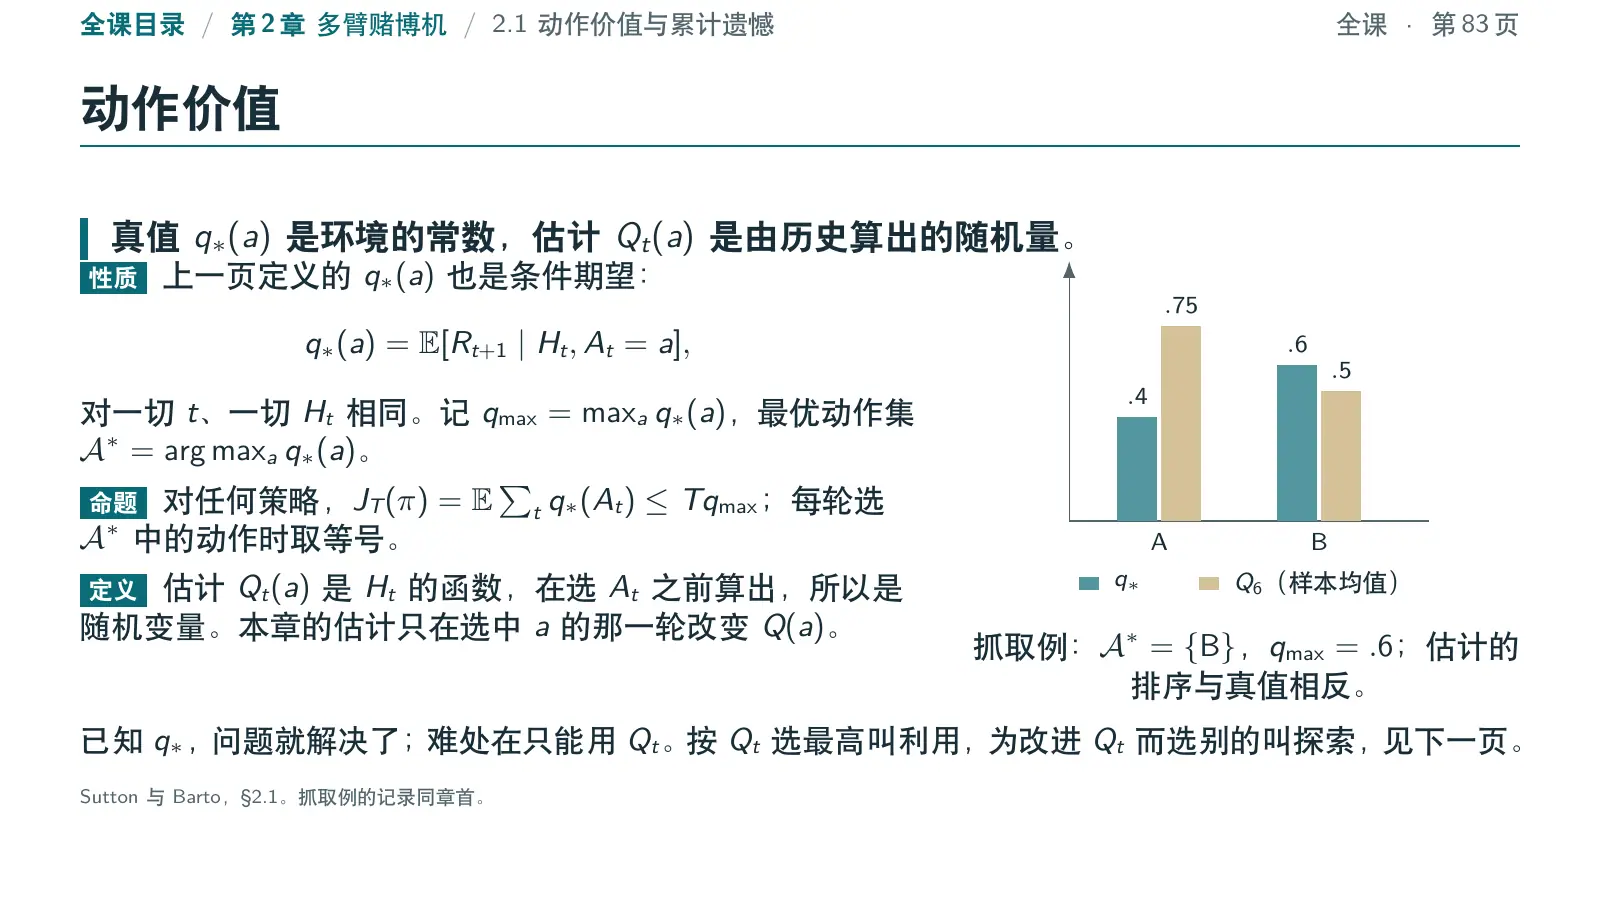 全课目录 / 第 2 章 多臂赌博机 / 2.1 动作价值与累计遗憾
全课 · 第 83 页
动作价值
真值 q∗(a) 是环境的常数，估计 Qt(a) 是由历史算出的随机量。
性质 上一页定义的 q∗(a) 也是条件期望：
q∗(a) = 𝔼[Rt+1 | Ht, At = a],
对一切 t、一切 Ht 相同。记 qmax = maxa q∗(a)，最优动作集
𝒜* = arg maxa q∗(a)。
命题 对任何策略，JT(π) = 𝔼 ∑t q∗(At) ≤ Tqmax；每轮选
𝒜* 中的动作时取等号。
定义 估计 Qt(a) 是 Ht 的函数，在选 At 之前算出，所以是
随机变量。本章的估计只在选中 a 的那一轮改变 Q(a)。
.4
.75
.6
.5
A
B
q∗
Q6（样本均值）
抓取例：𝒜* = {B}，qmax = .6；估计的
排序与真值相反。
已知 q∗，问题就解决了；难处在只能用 Qt。按 Qt 选最高叫利用，为改进 Qt 而选别的叫探索，见下一页。
Sutton 与 Barto，§2.1。抓取例的记录同章首。